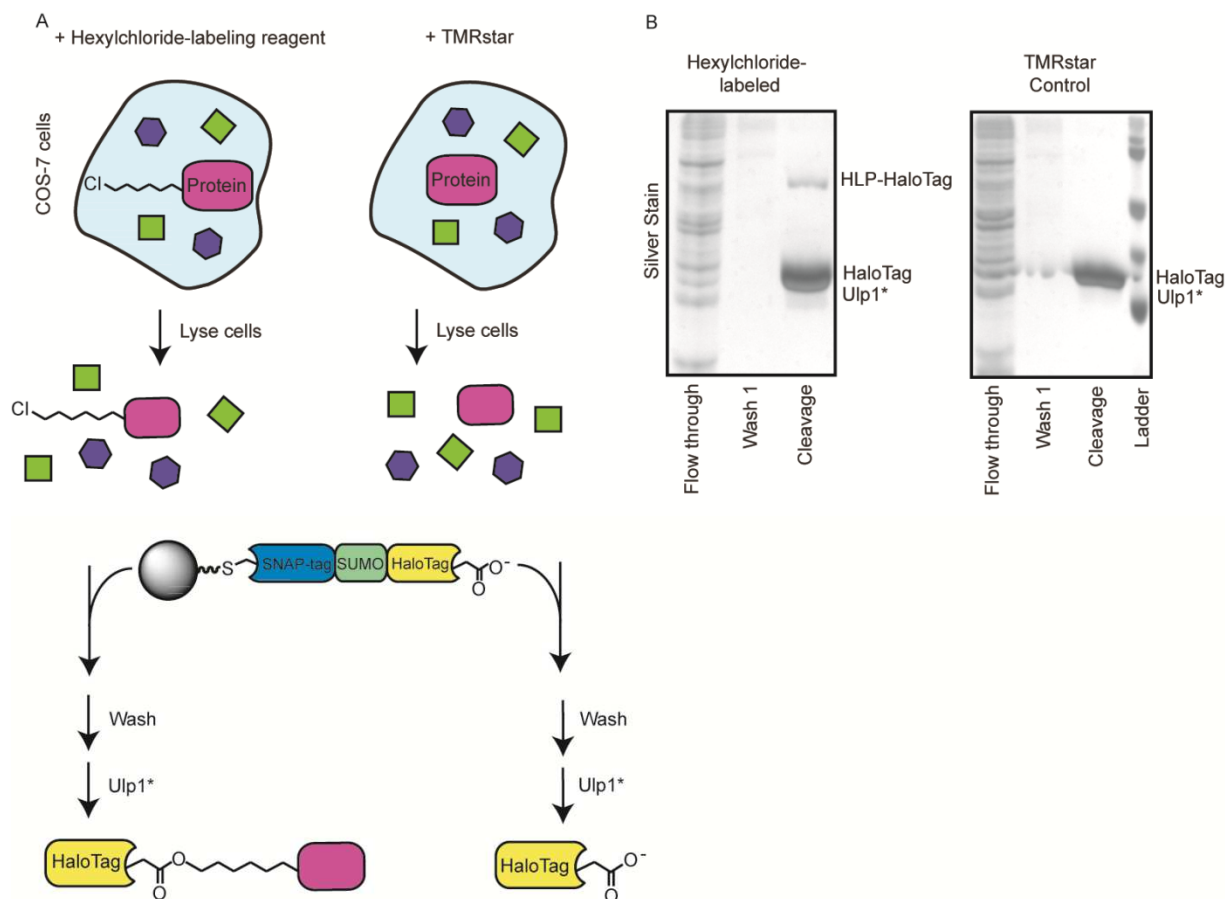 A
+ Hexylchloride-labeling reagent
+ TMRstar
COS-7 cells
Cl
Protein
Protein
Lyse cells
Lyse cells
Cl
S
SNAP-tag
SUMO
HaloTag
O-
O
Wash
Wash
Ulp1*
Ulp1*
HaloTag
O
O
HaloTag
O-
O
B
Hexylchloride-
labeled
TMRstar
Control
Silver Stain
HLP-HaloTag
HaloTag
Ulp1*
HaloTag
Ulp1*
Flow through
Wash 1
Cleavage
Flow through
Wash 1
Cleavage
Ladder